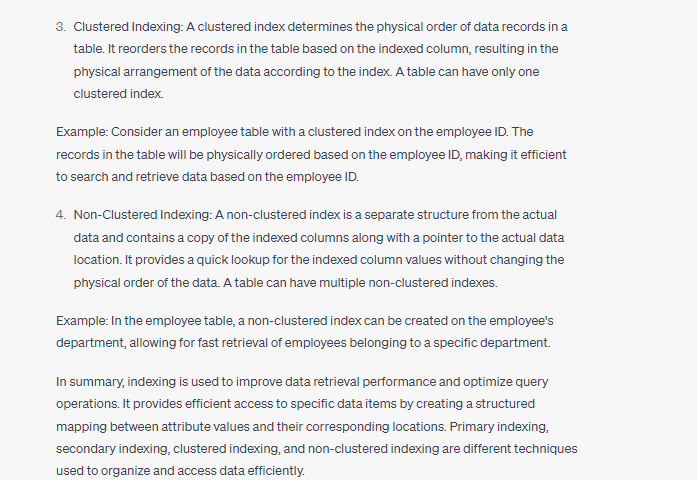 3. Clustered Indexing: A clustered index determines the physical order of data records in a
table. It reorders the records in the table based on the indexed column, resulting in the
physical arrangement of the data according to the index. A table can have only one
clustered index.
Example: Consider an employee table with a clustered index on the employee ID. The
records in the table will be physically ordered based on the employee ID, making it efficient
to search and retrieve data based on the employee ID.
4. Non-Clustered Indexing: A non-clustered index is a separate structure from the actual
data and contains a copy of the indexed columns along with a pointer to the actual data
location. It provides a quick lookup for the indexed column values without changing the
physical order of the data. A table can have multiple non-clustered indexes.
Example: In the employee table, a non-clustered index can be created on the employee's
department, allowing for fast retrieval of employees belonging to a specific department.
In summary, indexing is used to improve data retrieval performance and optimize query
operations. It provides efficient access to specific data items by creating a structured
mapping between attribute values and their corresponding locations. Primary indexing,
secondary indexing, clustered indexing, and non-clustered indexing are different techniques
used to organize and access data efficiently.